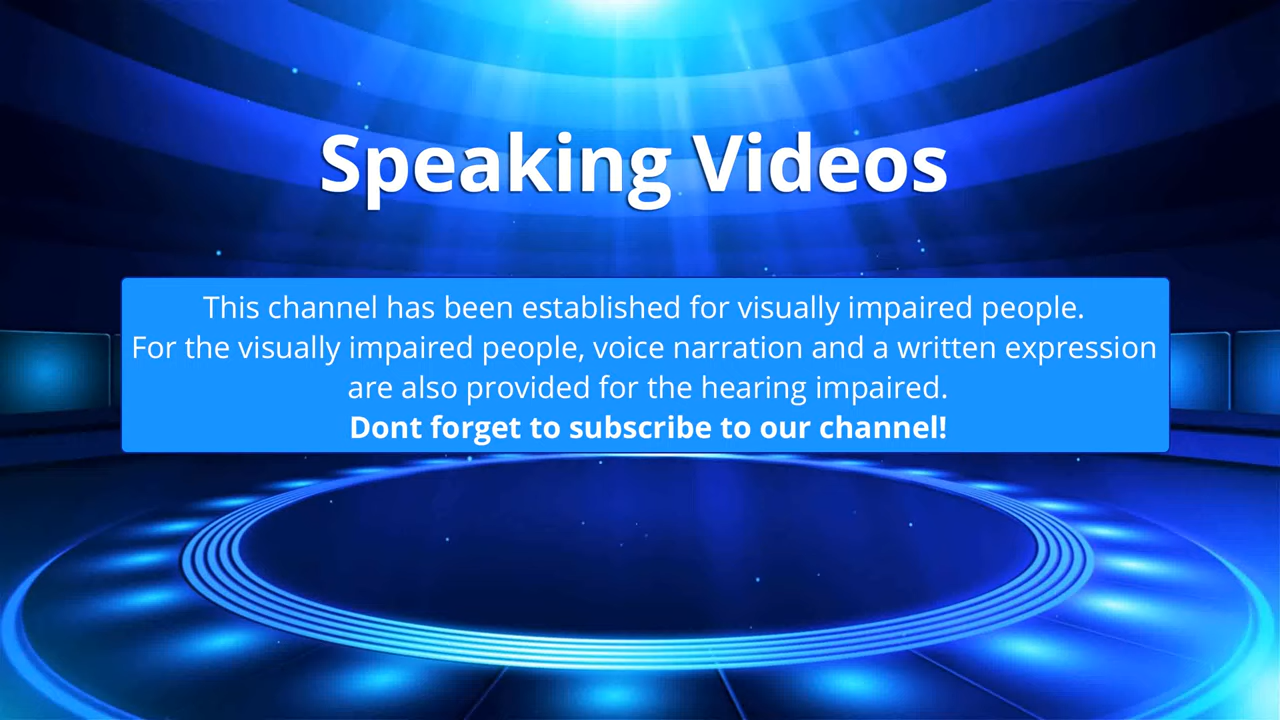 Speaking Videos
This channel has been established for visually impaired people.
For the visually impaired people, voice narration and a written expression
are also provided for the hearing impaired.
Dont forget to subscribe to our channel!